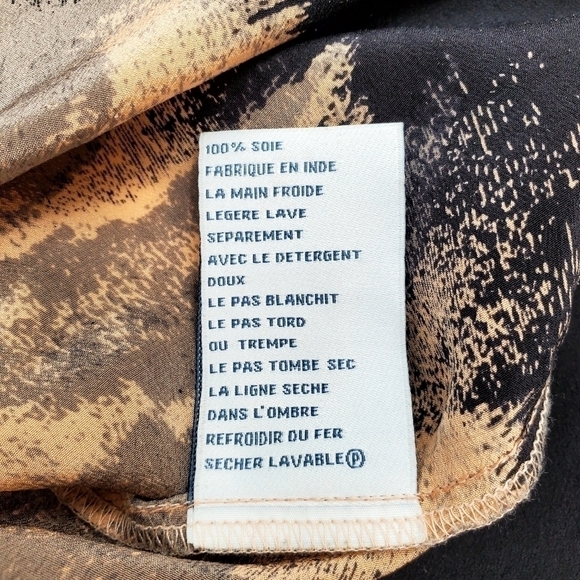 100% SOIE
FABRIQUE EN INDE
LA MAIN FROIDE
LEGERE LAVE
SEPAREMENT
AVEC LE DETERGENT
DOUX
LE PAS BLANCHIT
LE PAS TORD
OU TREMPE
LE PAS TOMBE SEC
LA LIGNE SECHE
DANS L'OMBRE
REFROIDIR DU FER
SECHER LAVABLE Ⓟ